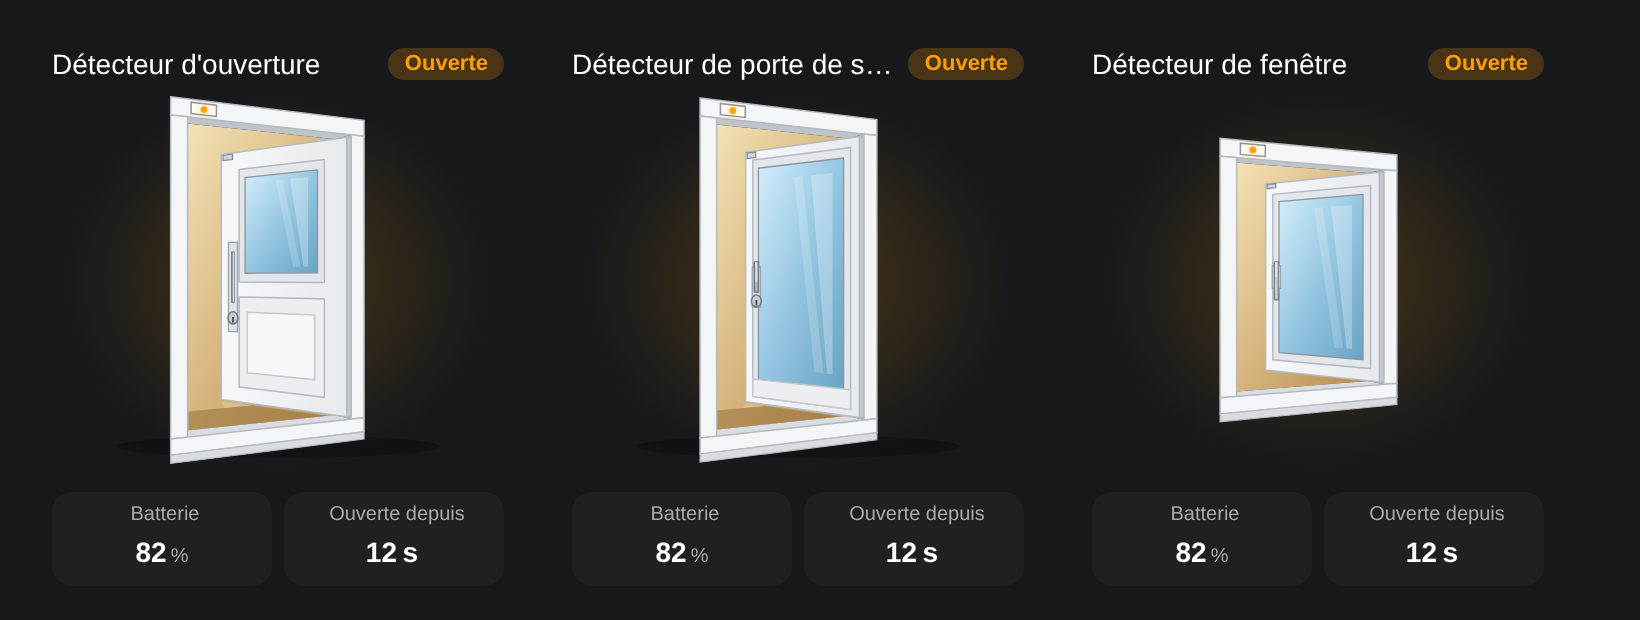 Détecteur d'ouverture
Ouverte
Détecteur de porte de s…
Ouverte
Détecteur de fenêtre
Ouverte
Batterie
82 %
Ouverte depuis
12 s
Batterie
82 %
Ouverte depuis
12 s
Batterie
82 %
Ouverte depuis
12 s